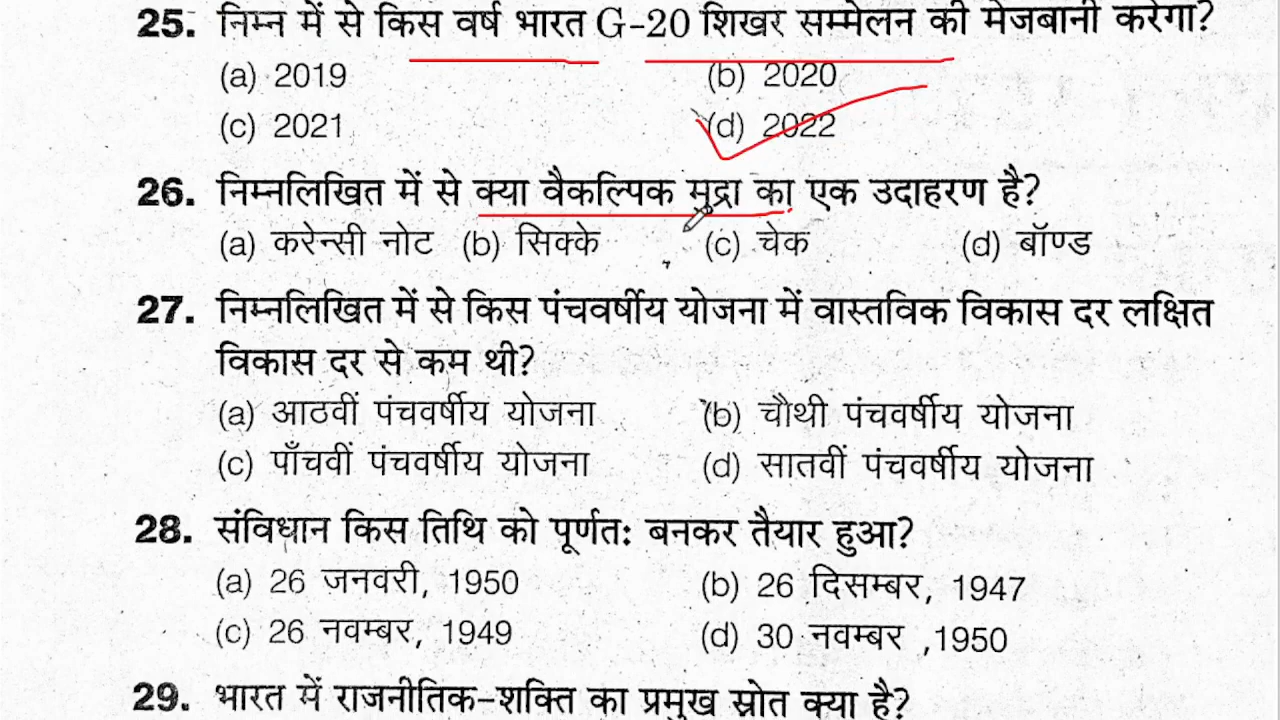 25. निम्न में से किस वर्ष भारत G-20 शिखर सम्मेलन की मेजबानी करेगा?
(a) 2019 (b) 2020
(c) 2021 (d) 2022
26. निम्नलिखित में से क्या वैकल्पिक मुद्रा का एक उदाहरण है?
(a) करेन्सी नोट (b) सिक्के (c) चेक (d) बॉण्ड
27. निम्नलिखित में से किस पंचवर्षीय योजना में वास्तविक विकास दर लक्षित
विकास दर से कम थी?
(a) आठवीं पंचवर्षीय योजना (b) चौथी पंचवर्षीय योजना
(c) पाँचवीं पंचवर्षीय योजना (d) सातवीं पंचवर्षीय योजना
28. संविधान किस तिथि को पूर्णत: बनकर तैयार हुआ?
(a) 26 जनवरी, 1950 (b) 26 दिसम्बर, 1947
(c) 26 नवम्बर, 1949 (d) 30 नवम्बर ,1950
29. भारत में राजनीतिक-शक्ति का प्रमुख स्रोत क्या है?